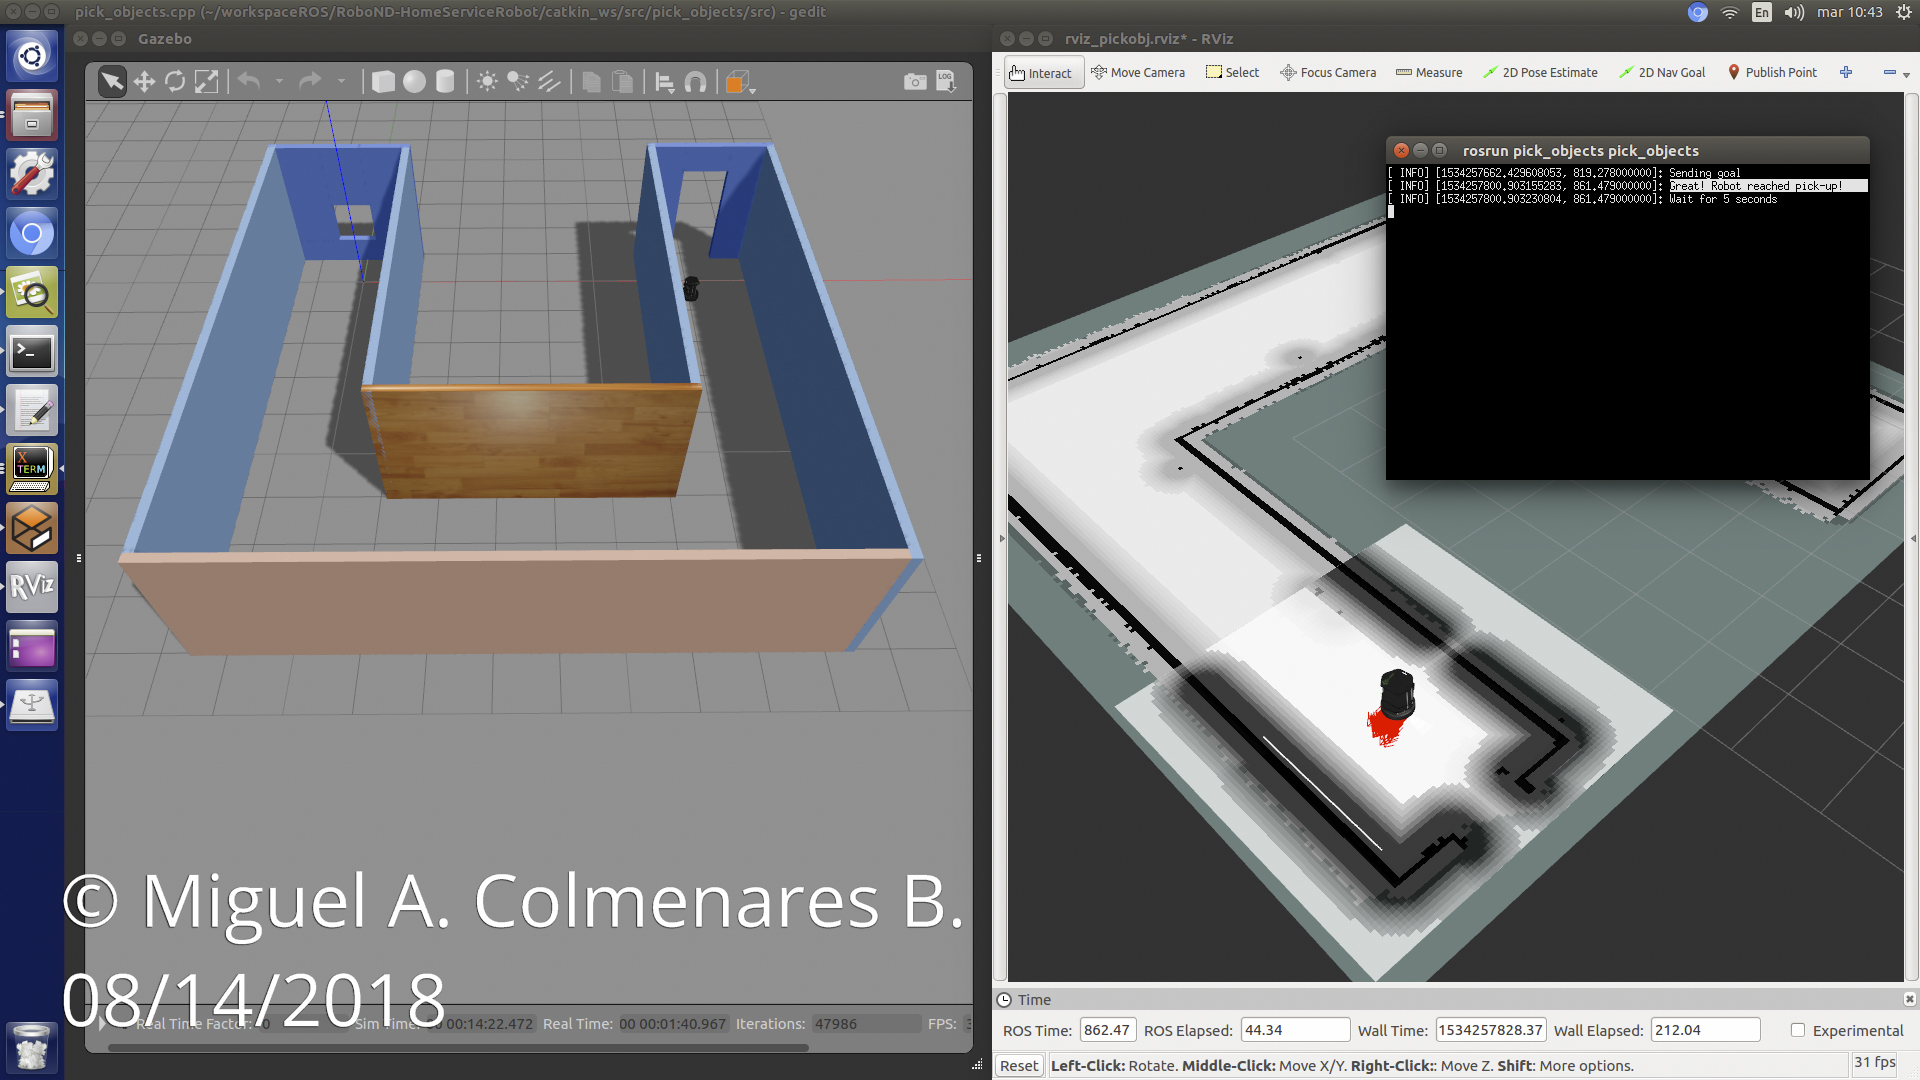 pick_objects.cpp (~/workspaceROS/RoboND-HomeServiceRobot/catkin_ws/src/pick_objects/src) - gedit
En
mar 10:43
Gazebo
LOG
rviz_pickobj.rviz* - RViz
Interact
Move Camera
Select
Focus Camera
Measure
2D Pose Estimate
2D Nav Goal
Publish Point
rosrun pick_objects pick_objects
[ INFO] [1534257662.429608053, 819.278000000]: Sending goal
[ INFO] [1534257800.903155283, 861.479000000]: Great! Robot reached pick-up!
[ INFO] [1534257800.903230804, 861.479000000]: Wait for 5 seconds
X
TERM
RViz
© Miguel A. Colmenares B.
08/14/2018
Real Time Factor:
Sim Time:
00:14:22.472
Real Time:
00 00:01:40.967
Iterations:
47986
FPS:
Time
ROS Time:
862.47
ROS Elapsed:
44.34
Wall Time:
1534257828.37
Wall Elapsed:
212.04
Experimental
Reset
Left-Click: Rotate. Middle-Click: Move X/Y. Right-Click:: Move Z. Shift: More options.
31 fps